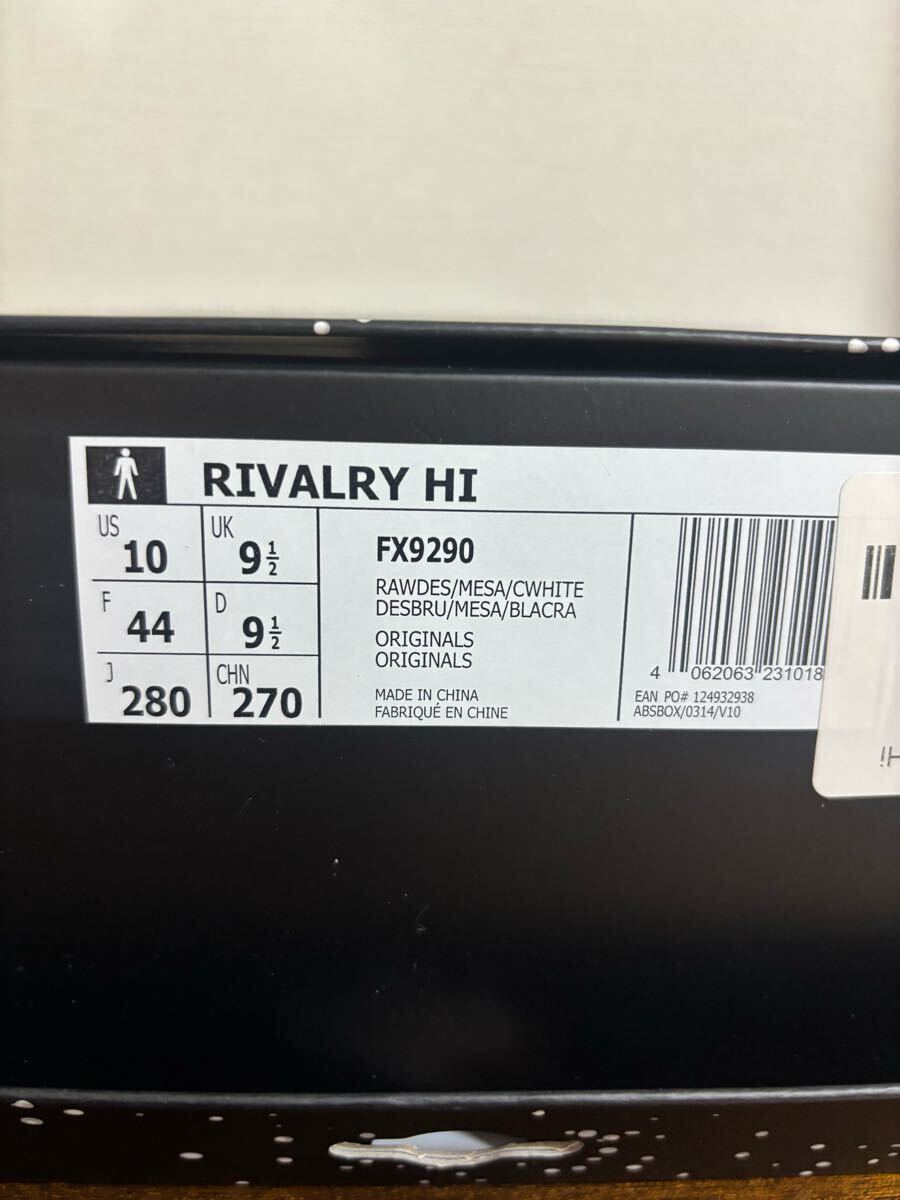 RIVALRY HI
US 10 UK 9 1/2
F 44 D 9 1/2
J 280 CHN 270
FX9290
RAWDES/MESA/CWHITE
DESBRU/MESA/BLACRA
ORIGINALS
ORIGINALS
MADE IN CHINA
FABRIQUÉ EN CHINE
4 062063 231018
EAN PO# 124932938
ABSBOX/0314/V10
Hi